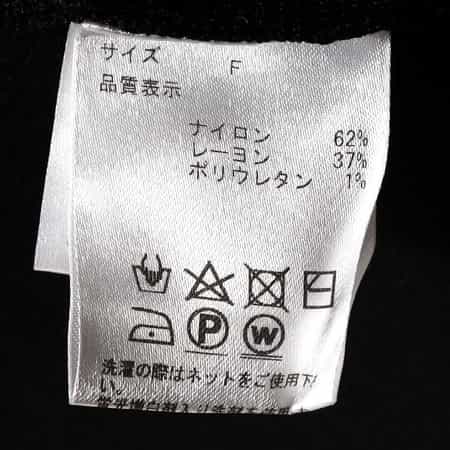 サイズ F
品質表示
ナイロン 62%
レーヨン 37%
ポリウレタン 1%
P W
洗濯の際はネットをご使用下
い。